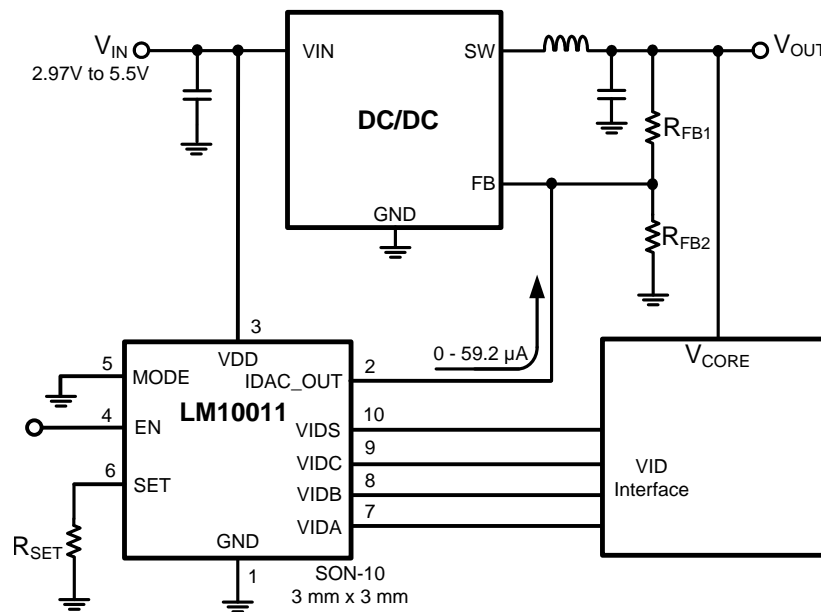 VIN
2.97V to 5.5V
VIN
SW
VOUT
DC/DC
RFB1
FB
GND
RFB2
3
0 - 59.2 µA
VDD
VCORE
5
MODE
2
IDAC_OUT
LM10011
4
EN
10
VIDS
6
SET
9
VIDC
VID
Interface
8
VIDB
7
VIDA
RSET
GND
1
SON-10
3 mm x 3 mm